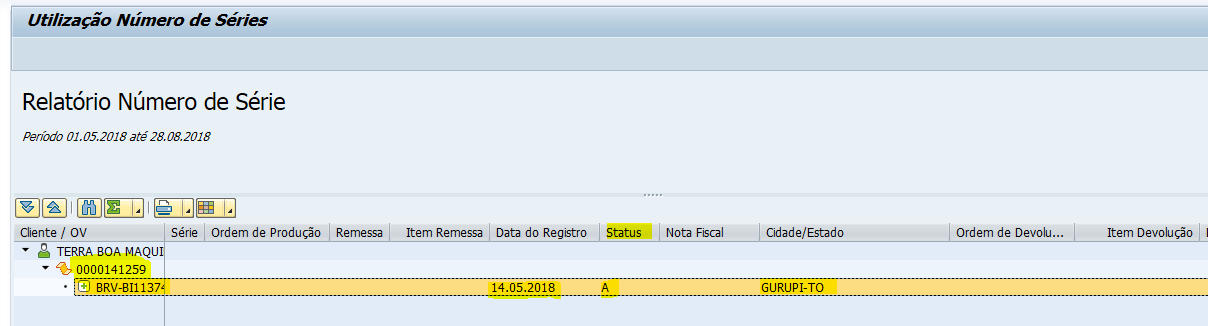 Utilização Número de Séries
Relatório Número de Série
Período 01.05.2018 até 28.08.2018
Cliente / OV Série Ordem de Produção Remessa Item Remessa Data do Registro Status Nota Fiscal Cidade/Estado Ordem de Devolu... Item Devolução
TERRA BOA MAQUI
0000141259
BRV-BI11374 14.05.2018 A GURUPI-TO